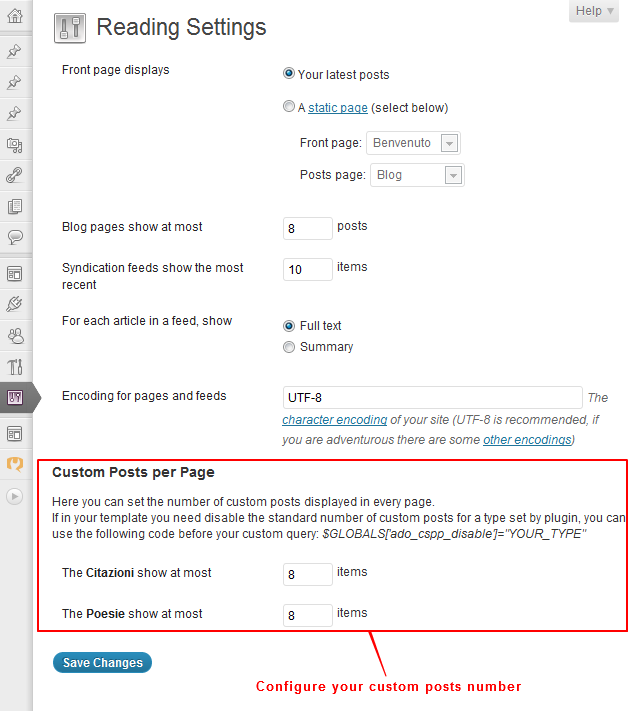 Help
Reading Settings
Front page displays
Your latest posts
A static page (select below)
Front page: Benvenuto
Posts page: Blog
Blog pages show at most 8 posts
Syndication feeds show the most recent 10 items
For each article in a feed, show
Full text
Summary
Encoding for pages and feeds UTF-8 The
character encoding of your site (UTF-8 is recommended, if
you are adventurous there are some other encodings)
Custom Posts per Page
Here you can set the number of custom posts displayed in every page.
If in your template you need disable the standard number of custom posts for a type set by plugin, you can
use the following code before your custom query: $GLOBALS['ado_cspp_disable']="YOUR_TYPE"
The Citazioni show at most 8 items
The Poesie show at most 8 items
Save Changes
Configure your custom posts number